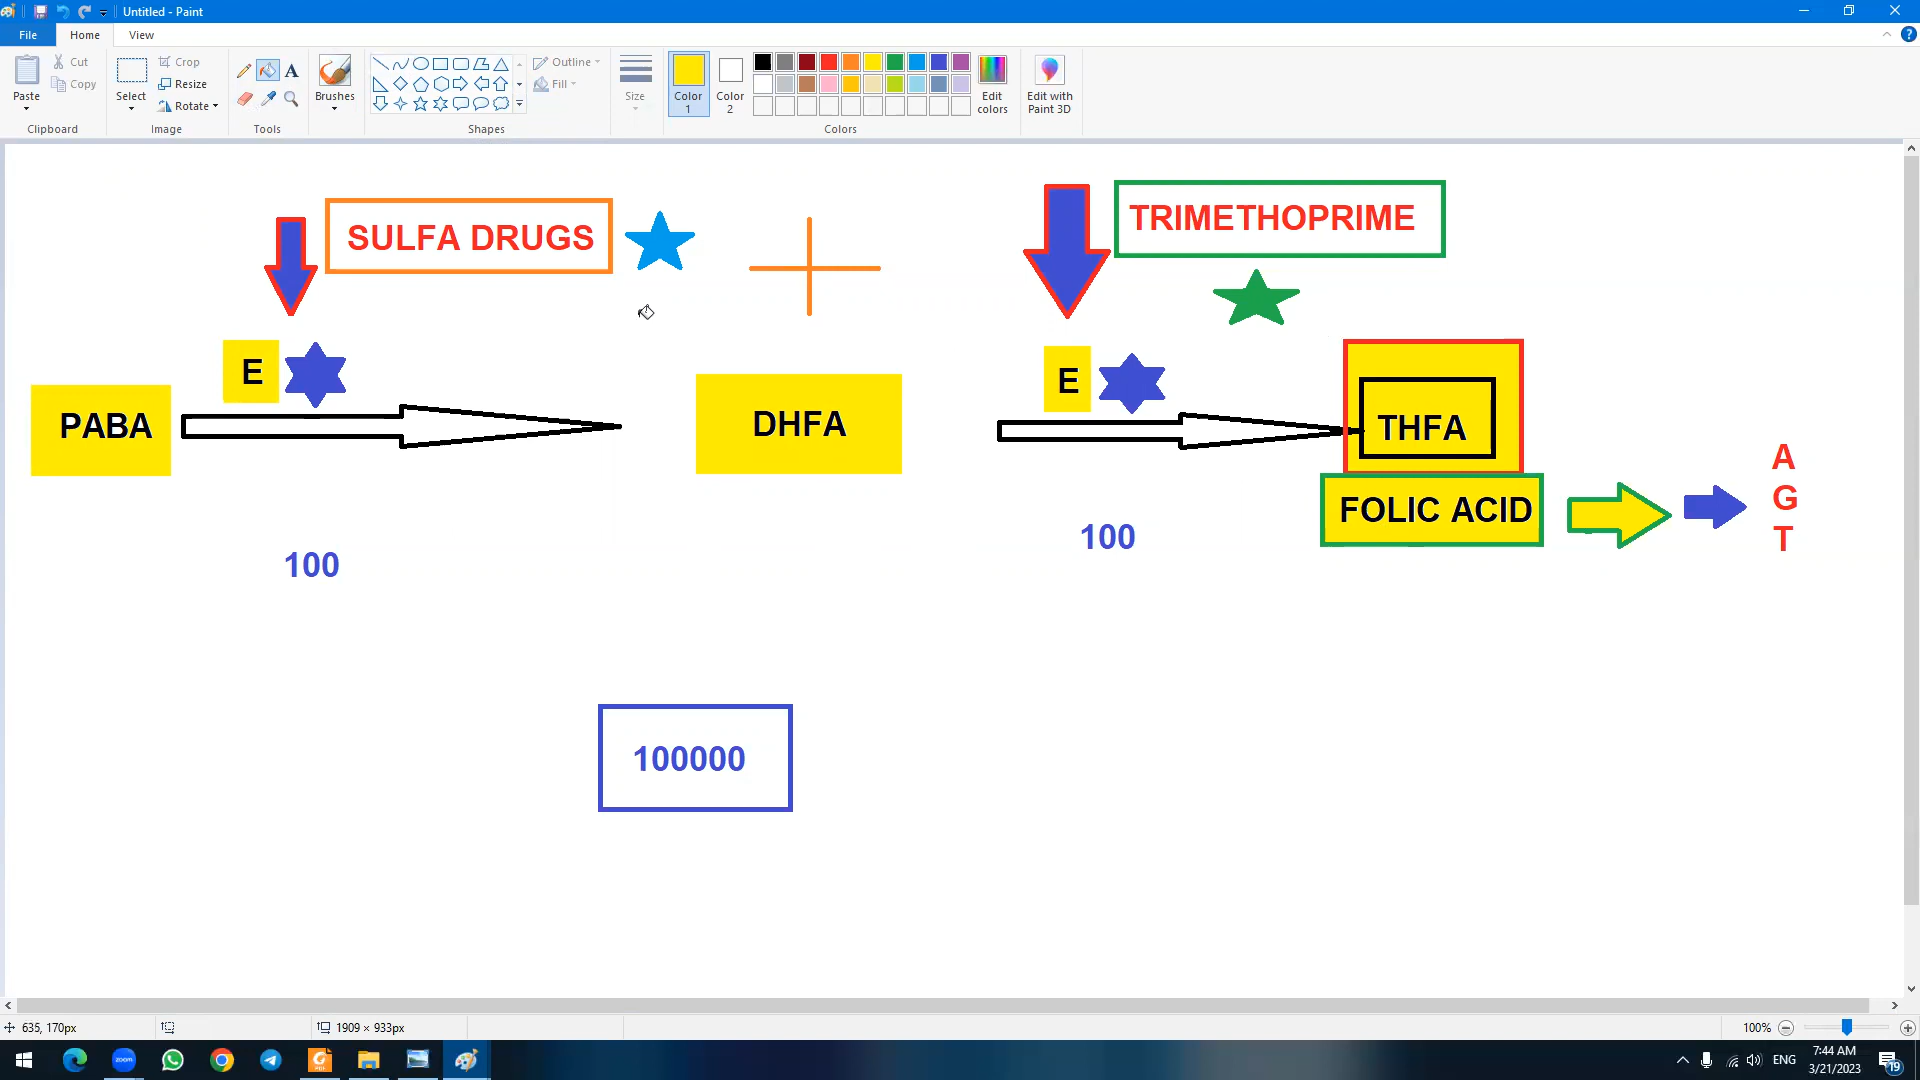 Untitled - Paint
File
Home
View
Paste
Cut
Copy
Clipboard
Select
Crop
Resize
Rotate
Image
A
Tools
Brushes
Shapes
Outline
Fill
Size
Color
1
Color
2
Edit
colors
Colors
Edit with
Paint 3D
SULFA DRUGS
TRIMETHOPRIME
E
E
PABA
DHFA
THFA
FOLIC ACID
A
G
T
100
100
100000
635, 170px
1909 × 933px
100%
zoom
PDF
ENG
7:44 AM
3/21/2023
19